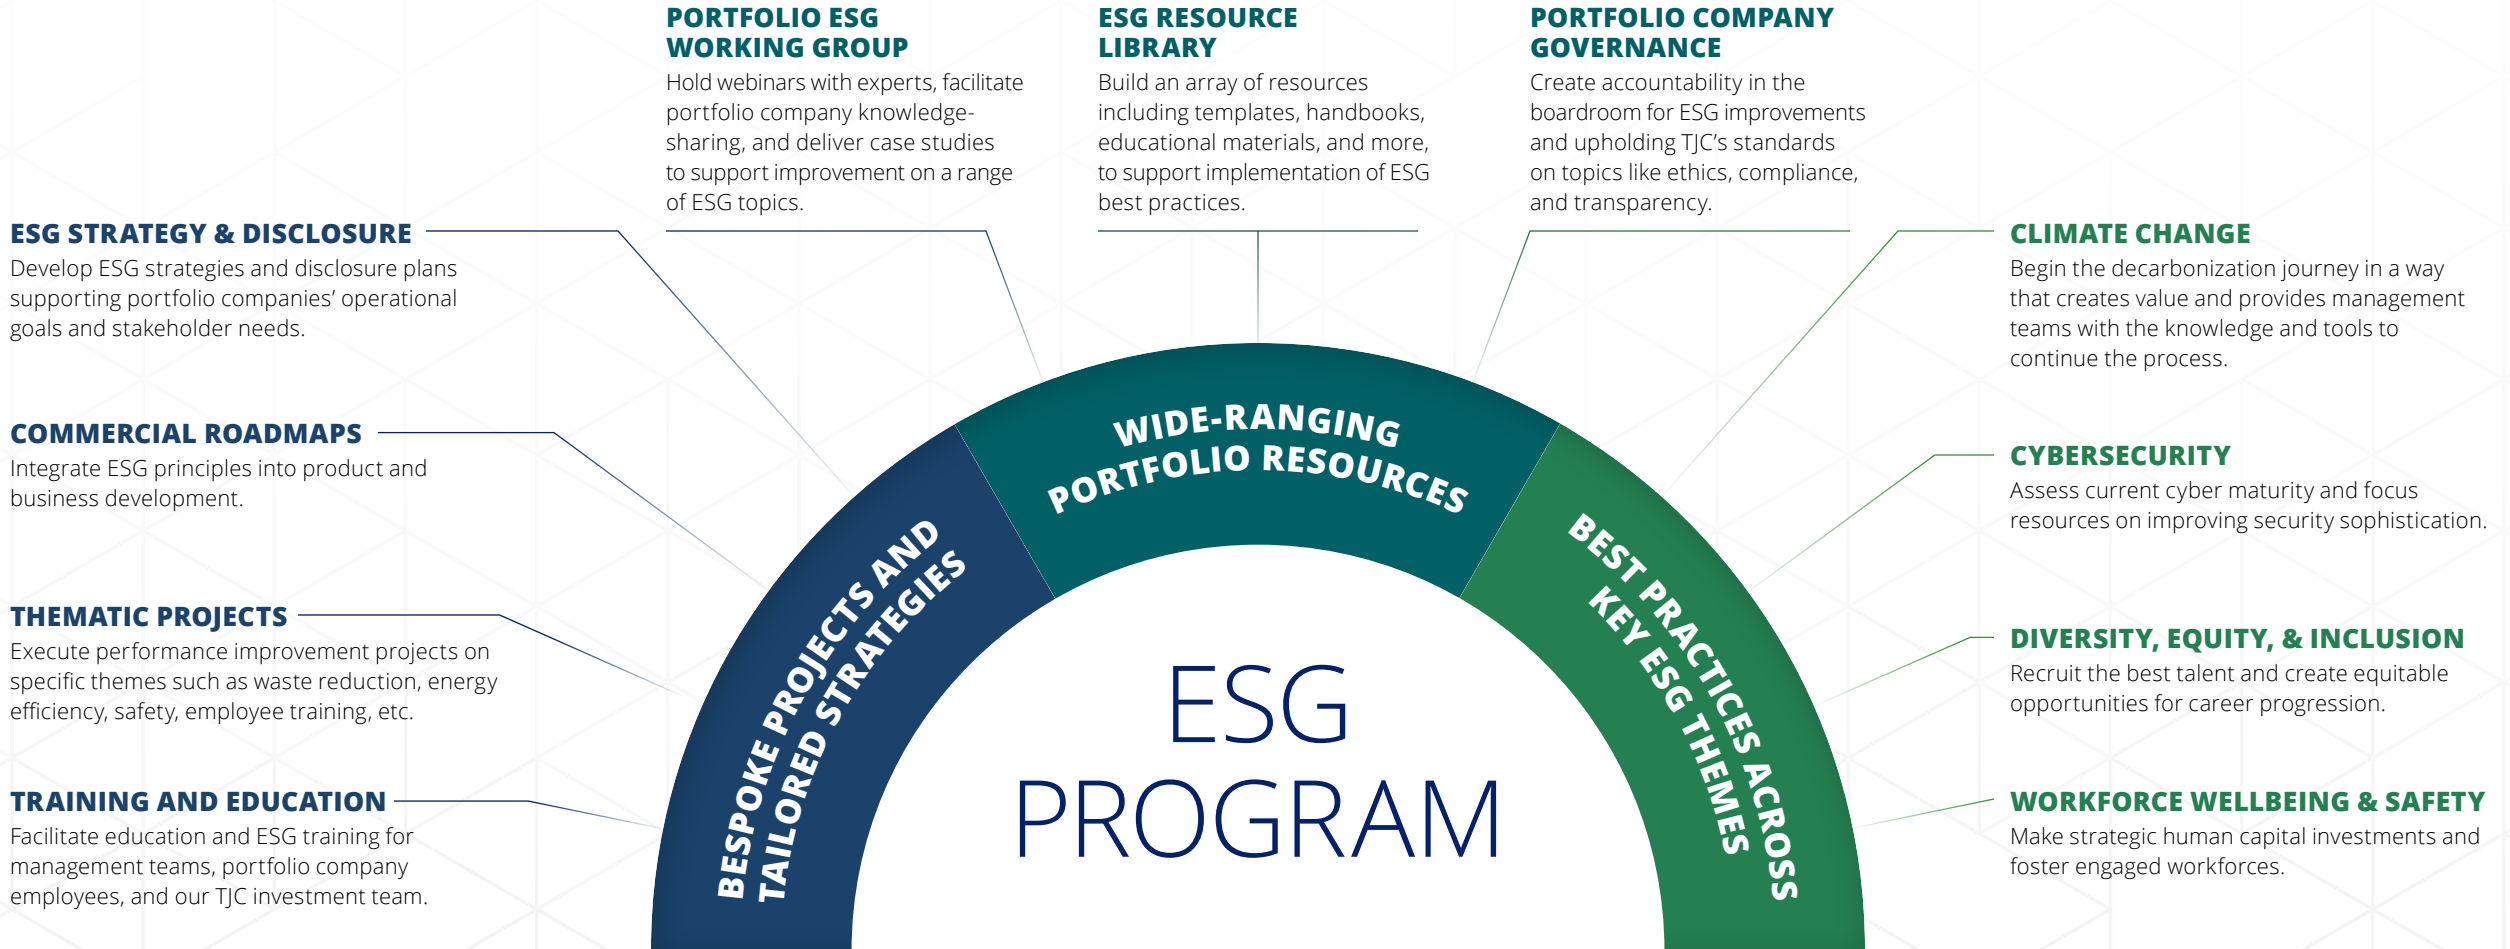 PORTFOLIO ESG
WORKING GROUP
Hold webinars with experts, facilitate
portfolio company knowledge-
sharing, and deliver case studies
to support improvement on a range
of ESG topics.
ESG RESOURCE
LIBRARY
Build an array of resources
including templates, handbooks,
educational materials, and more,
to support implementation of ESG
best practices.
PORTFOLIO COMPANY
GOVERNANCE
Create accountability in the
boardroom for ESG improvements
and upholding TJC’s standards
on topics like ethics, compliance,
and transparency.
ESG STRATEGY & DISCLOSURE
Develop ESG strategies and disclosure plans
supporting portfolio companies’ operational
goals and stakeholder needs.
COMMERCIAL ROADMAPS
Integrate ESG principles into product and
business development.
THEMATIC PROJECTS
Execute performance improvement projects on
specific themes such as waste reduction, energy
efficiency, safety, employee training, etc.
TRAINING AND EDUCATION
Facilitate education and ESG training for
management teams, portfolio company
employees, and our TJC investment team.
BESPOKE PROJECTS AND
TAILORED STRATEGIES
WIDE-RANGING
PORTFOLIO RESOURCES
BEST PRACTICES ACROSS
KEY ESG THEMES
ESG
PROGRAM
CLIMATE CHANGE
Begin the decarbonization journey in a way
that creates value and provides management
teams with the knowledge and tools to
continue the process.
CYBERSECURITY
Assess current cyber maturity and focus
resources on improving security sophistication.
DIVERSITY, EQUITY, & INCLUSION
Recruit the best talent and create equitable
opportunities for career progression.
WORKFORCE WELLBEING & SAFETY
Make strategic human capital investments and
foster engaged workforces.